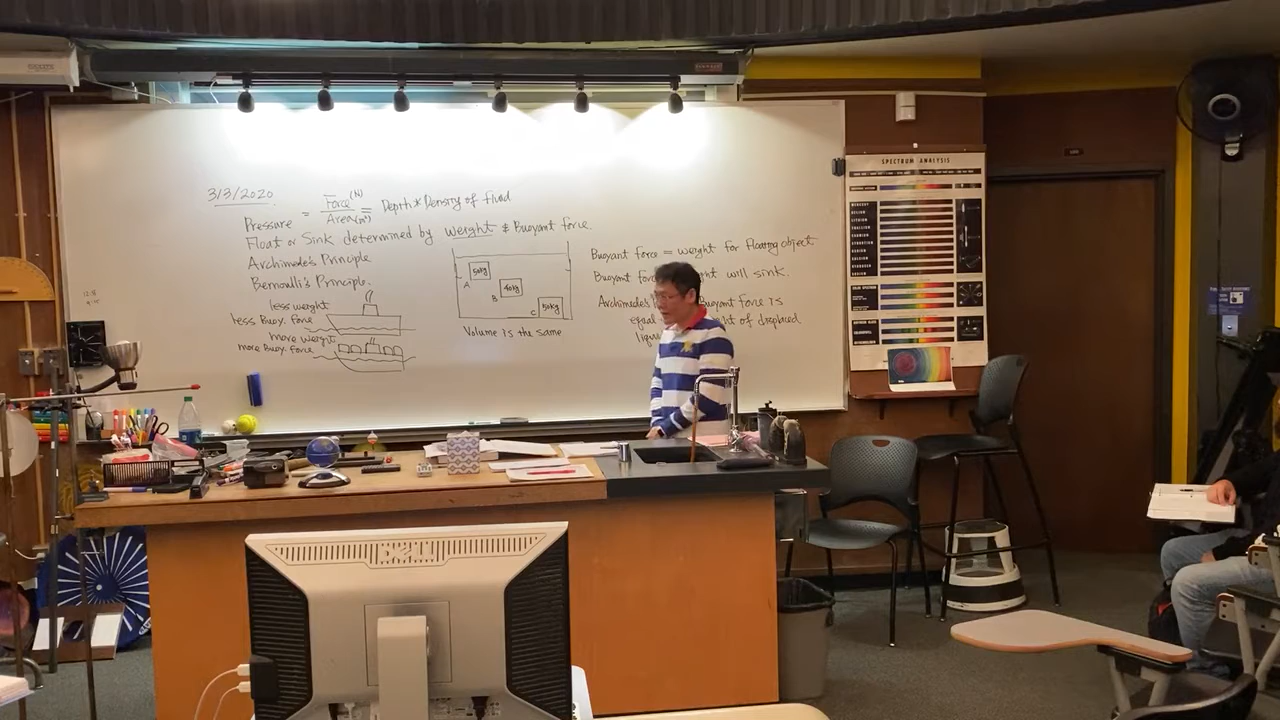 3/3/2020
Pressure = Force (N) / Area (m²) = Depth * Density of fluid
Float or Sink determined by weight & Buoyant force.
Archimede's Principle
Bernoulli's Principle.
less weight
less Buoy. force
more weight
more Buoy. force
50kg
A
40kg
B
50kg
C
Volume is the same
Buoyant force = weight for floating object
Buoyant ght will sink.
Archimede's Buoyant force is
equal ht of displaced
SPECTRUM ANALYSIS